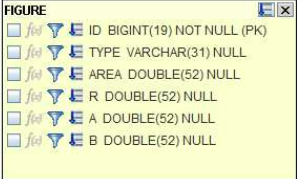 FIGURE
f(x) ID BIGINT(19) NOT NULL (PK)
f(x) TYPE VARCHAR(31) NULL
f(x) AREA DOUBLE(52) NULL
f(x) R DOUBLE(52) NULL
f(x) A DOUBLE(52) NULL
f(x) B DOUBLE(52) NULL